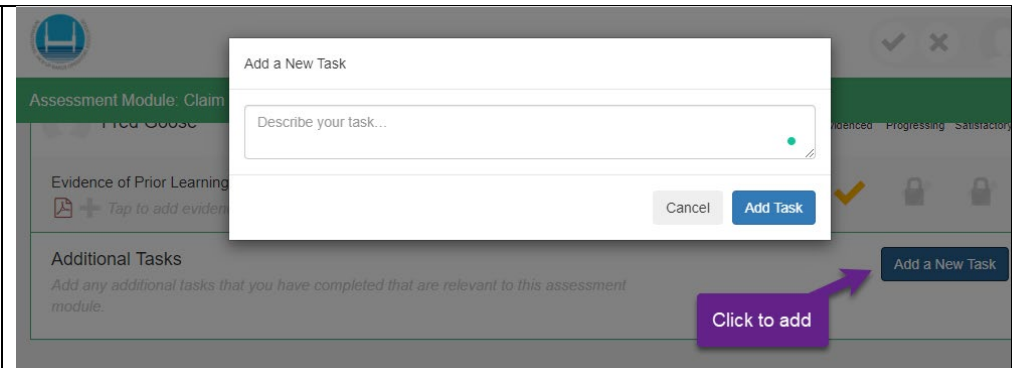 Add a New Task
Assessment Module: Claim
Describe your task...
Fred Goose
Evidenced Progressing Satisfactory
Evidence of Prior Learning
Tap to add eviden
Cancel Add Task
Additional Tasks
Add a New Task
Add any additional tasks that you have completed that are relevant to this assessment
module.
Click to add